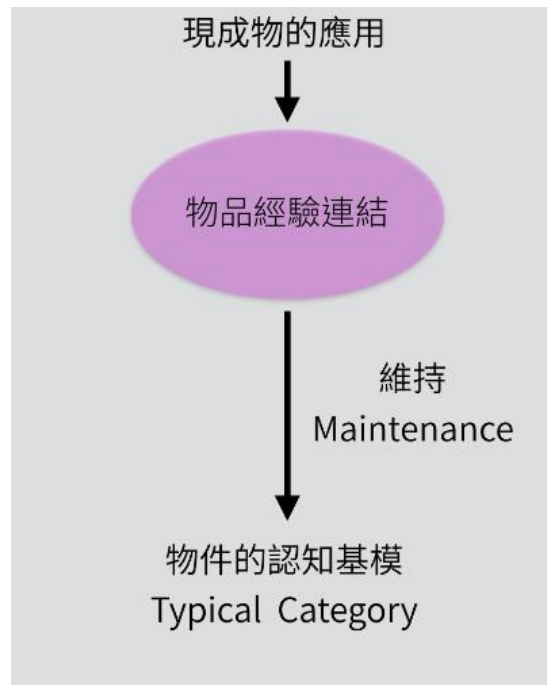 現成物的應用
物品經驗連結
維持
Maintenance
物件的認知基模
Typical Category